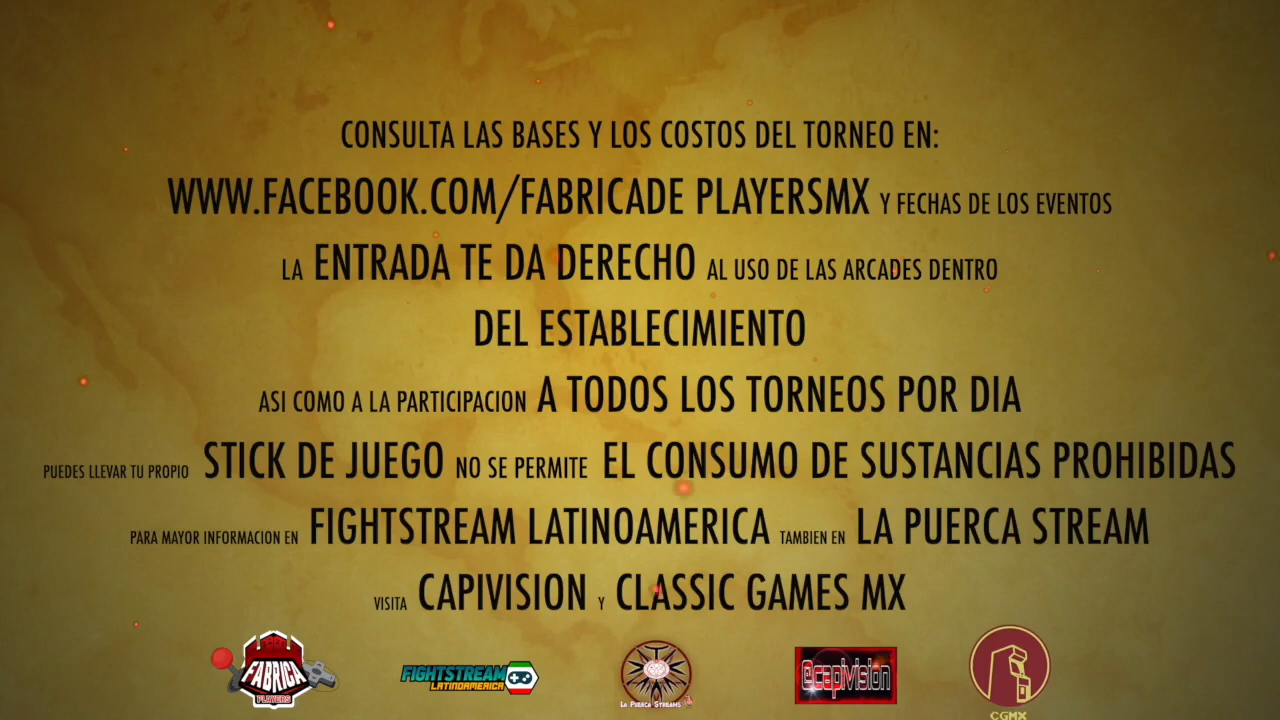 CONSULTA LAS BASES Y LOS COSTOS DEL TORNEO EN:
WWW.FACEBOOK.COM/FABRICADE PLAYERSMX Y FECHAS DE LOS EVENTOS
LA ENTRADA TE DA DERECHO AL USO DE LAS ARCADES DENTRO
DEL ESTABLECIMIENTO
ASI COMO A LA PARTICIPACION A TODOS LOS TORNEOS POR DIA
PUEDES LLEVAR TU PROPIO STICK DE JUEGO NO SE PERMITE EL CONSUMO DE SUSTANCIAS PROHIBIDAS
PARA MAYOR INFORMACION EN FIGHTSTREAM LATINOAMERICA TAMBIEN EN LA PUERCA STREAM
VISITA CAPIVISION Y CLASSIC GAMES MX
FABRICA
PLAYERS
FIGHTSTREAM
LATINOAMERICA
LA PUERCA STREAMS
@capivision
CGMX